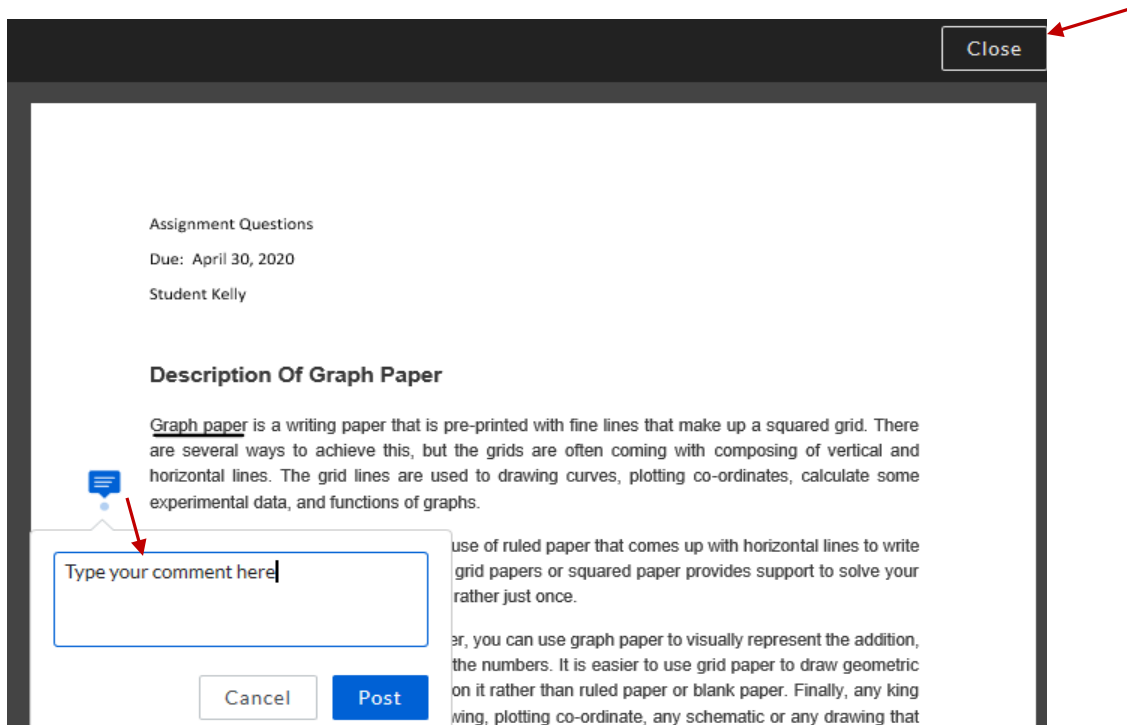 Close
Assignment Questions
Due: April 30, 2020
Student Kelly
Description Of Graph Paper
Graph paper is a writing paper that is pre-printed with fine lines that make up a squared grid. There
are several ways to achieve this, but the grids are often coming with composing of vertical and
horizontal lines. The grid lines are used to drawing curves, plotting co-ordinates, calculate some
experimental data, and functions of graphs.
use of ruled paper that comes up with horizontal lines to write
Type your comment here
grid papers or squared paper provides support to solve your
rather just once.
er, you can use graph paper to visually represent the addition,
the numbers. It is easier to use grid paper to draw geometric
Cancel Post
on it rather than ruled paper or blank paper. Finally, any king
wing, plotting co-ordinate, any schematic or any drawing that